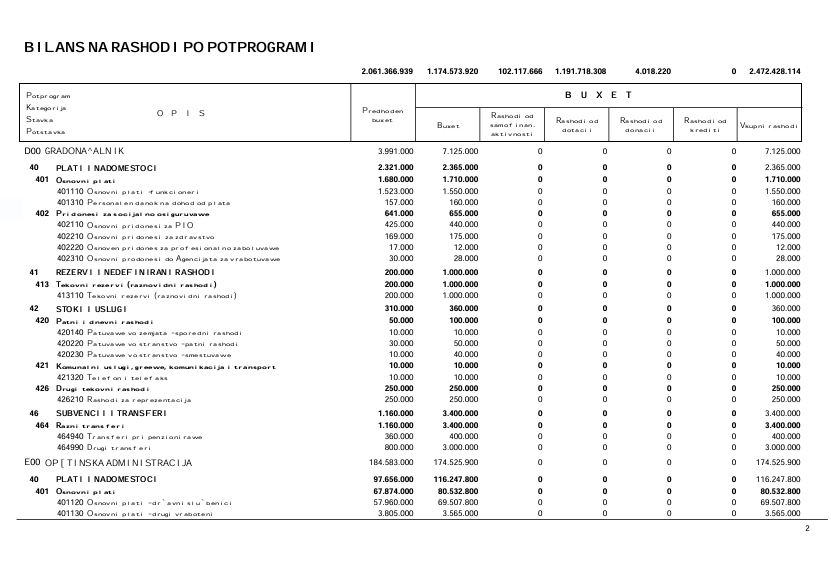 BILANS NA RASHODI PO POTPROGRAMI
2.061.366.939 1.174.573.920 102.117.666 1.191.718.308 4.018.220 0 2.472.428.114
Potprogram
Kategorija
Stavka
Potstavka
O P I S
Predhoden buxet
B U X E T
Buxet
Rashodi od samofinan. aktivnosti
Rashodi od dotacii
Rashodi od donacii
Rashodi od krediti
Vkupni rashodi
D00 GRADONA^ALNIK 3.991.000 7.125.000 0 0 0 0 7.125.000
40 PLATI I NADOMESTOCI 2.321.000 2.365.000 0 0 0 0 2.365.000
401 Osnovni plati 1.680.000 1.710.000 0 0 0 0 1.710.000
401110 Osnovni plati -funkcioneri 1.523.000 1.550.000 0 0 0 0 1.550.000
401310 Personalen danok na dohod od plata 157.000 160.000 0 0 0 0 160.000
402 Pridonesi za socijalno osiguruvawe 641.000 655.000 0 0 0 0 655.000
402110 Osnovni pridonesi za PIO 425.000 440.000 0 0 0 0 440.000
402210 Osnovni pridonesi za zdravstvo 169.000 175.000 0 0 0 0 175.000
402220 Osnoven pridones za profesionalno zaboluvawe 17.000 12.000 0 0 0 0 12.000
402310 Osnovni prodonesi do Agencijata za vrabotuvawe 30.000 28.000 0 0 0 0 28.000
41 REZERVI I NEDEFINIRANI RASHODI 200.000 1.000.000 0 0 0 0 1.000.000
413 Tekovni rezervi (raznovidni rashodi) 200.000 1.000.000 0 0 0 0 1.000.000
413110 Tekovni rezervi (raznovidni rashodi) 200.000 1.000.000 0 0 0 0 1.000.000
42 STOKI I USLUGI 310.000 360.000 0 0 0 0 360.000
420 Patni i dnevni rashodi 50.000 100.000 0 0 0 0 100.000
420140 Patuvawe vo zemjata -sporedni rashodi 10.000 10.000 0 0 0 0 10.000
420220 Patuvawe vo stranstvo -patni rashodi 30.000 50.000 0 0 0 0 50.000
420230 Patuvawe vo stranstvo -smestuvawe 10.000 40.000 0 0 0 0 40.000
421 Komunalni uslugi,greewe,komunikacija i transport 10.000 10.000 0 0 0 0 10.000
421320 Telefon i telefaks 10.000 10.000 0 0 0 0 10.000
426 Drugi tekovni rashodi 250.000 250.000 0 0 0 0 250.000
426210 Rashodi za reprezentacija 250.000 250.000 0 0 0 0 250.000
46 SUBVENCII I TRANSFERI 1.160.000 3.400.000 0 0 0 0 3.400.000
464 Razni transferi 1.160.000 3.400.000 0 0 0 0 3.400.000
464940 Transferi pri penzionirawe 360.000 400.000 0 0 0 0 400.000
464990 Drugi transferi 800.000 3.000.000 0 0 0 0 3.000.000
E00 OP[TINSKA ADMINISTRACIJA 184.583.000 174.525.900 0 0 0 0 174.525.900
40 PLATI I NADOMESTOCI 97.656.000 116.247.800 0 0 0 0 116.247.800
401 Osnovni plati 67.874.000 80.532.800 0 0 0 0 80.532.800
401120 Osnovni plati -dr`avni slu`benici 57.960.000 69.507.800 0 0 0 0 69.507.800
401130 Osnovni plati -drugi vraboteni 3.805.000 3.565.000 0 0 0 0 3.565.000
2